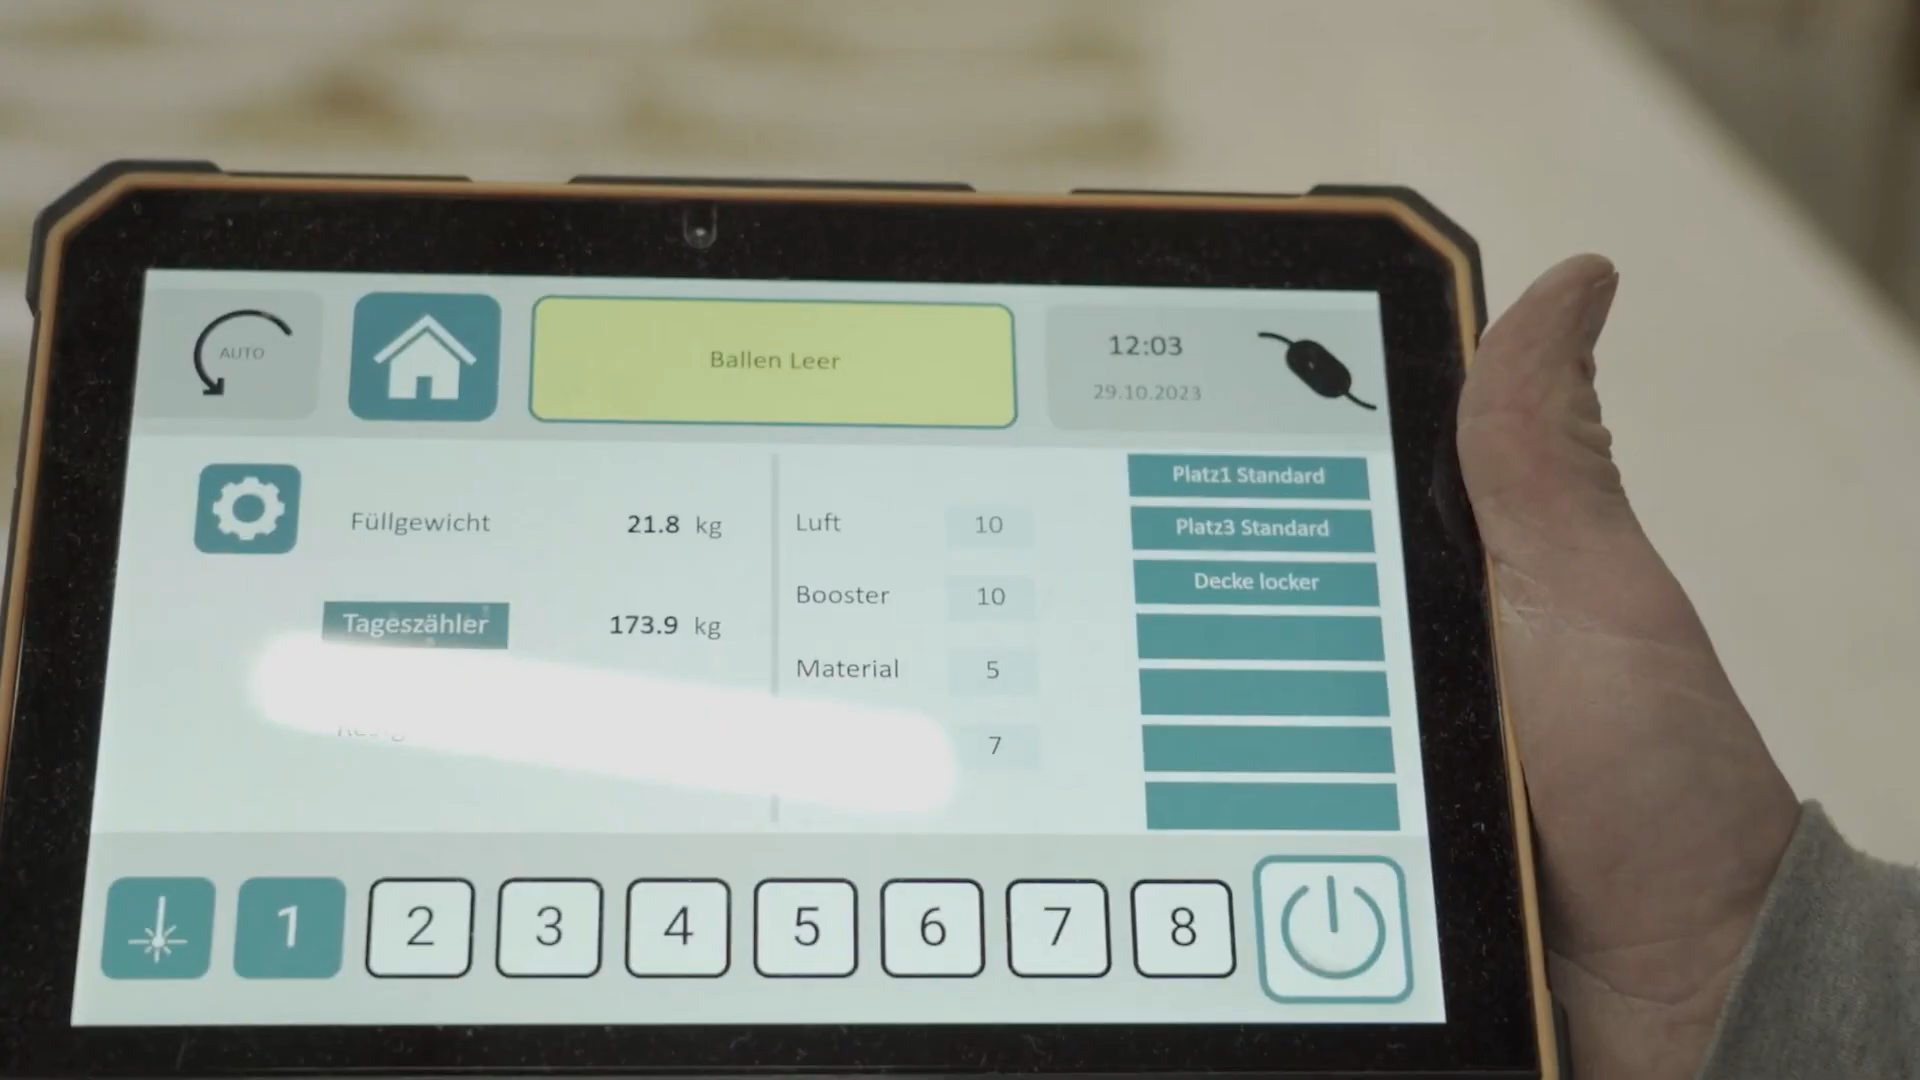 AUTO
Ballen Leer
12:03
29.10.2023
Füllgewicht 21.8 kg
Tageszähler 173.9 kg
Luft 10
Booster 10
Material 5
7
Platz1 Standard
Platz3 Standard
Decke locker
1 2 3 4 5 6 7 8